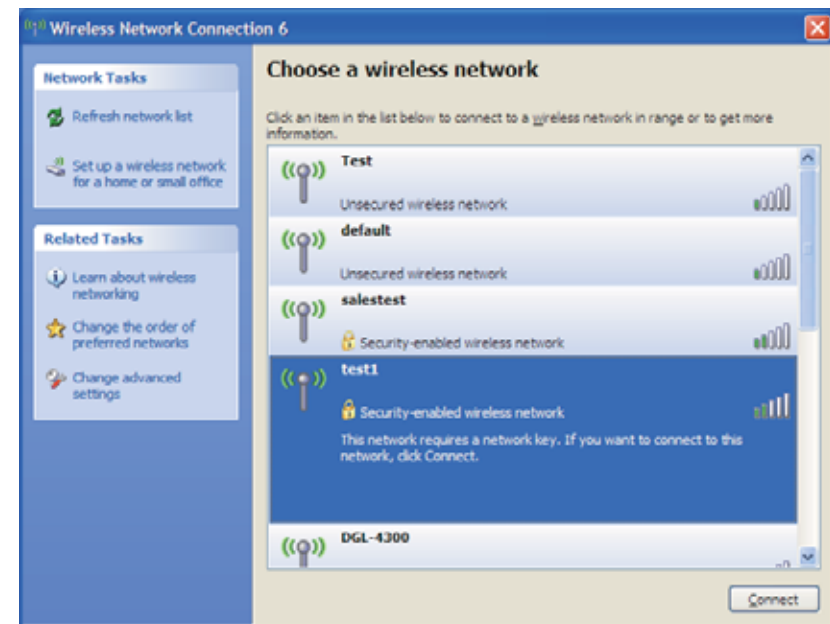 Wireless Network Connection 6
Network Tasks
Refresh network list
Set up a wireless network
for a home or small office
Related Tasks
Learn about wireless
networking
Change the order of
preferred networks
Change advanced
settings
Choose a wireless network
Click an item in the list below to connect to a wireless network in range or to get more
information.
Test
Unsecured wireless network
default
Unsecured wireless network
salestest
Security-enabled wireless network
test1
Security-enabled wireless network
This network requires a network key. If you want to connect to this
network, click Connect.
DGL-4300
Connect